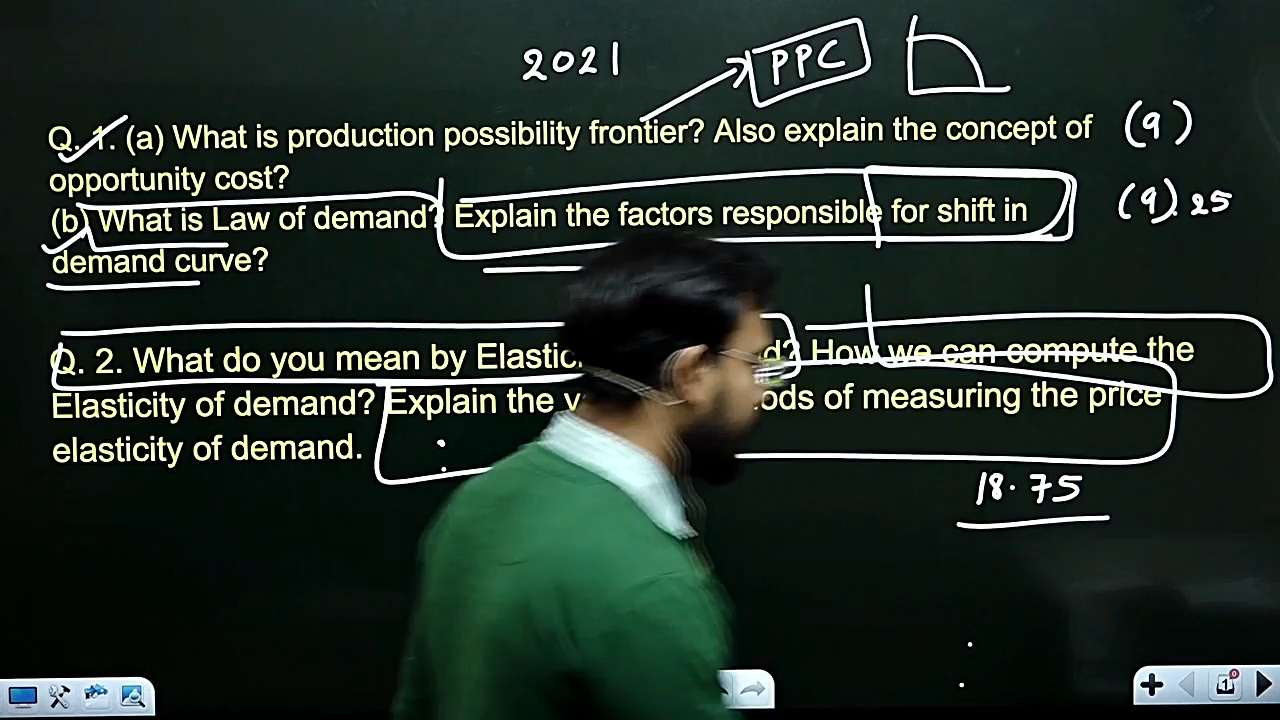 2021
PPC
Q. 1. (a) What is production possibility frontier? Also explain the concept of (9)
opportunity cost?
(b) What is Law of demand? Explain the factors responsible for shift in (9).25
demand curve?
Q. 2. What do you mean by Elastic d? How we can compute the
Elasticity of demand? Explain the v ods of measuring the price
elasticity of demand.
18.75
1